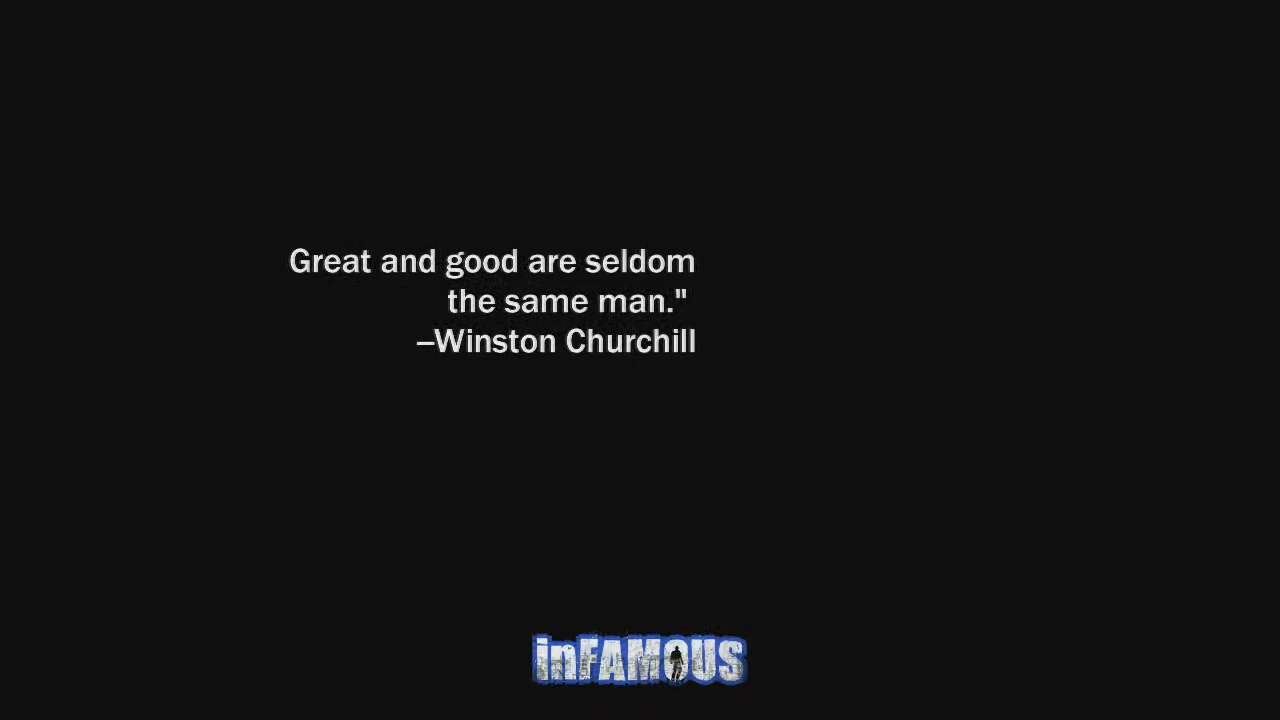 Great and good are seldom
the same man."
–Winston Churchill
inFAMOUS